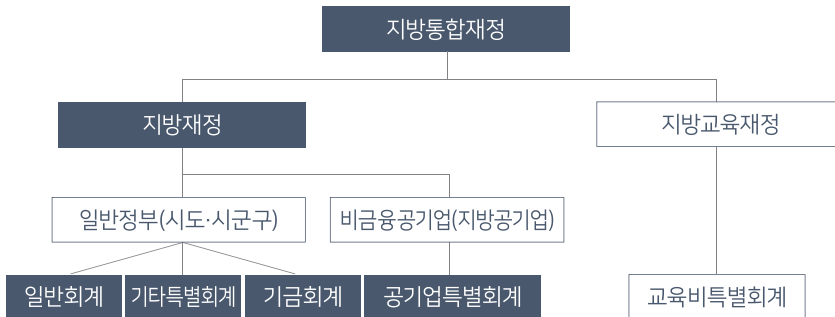 지방통합재정
지방재정
지방교육재정
일반정부(시도·시군구)
비금융공기업(지방공기업)
일반회계
기타특별회계
기금회계
공기업특별회계
교육비특별회계